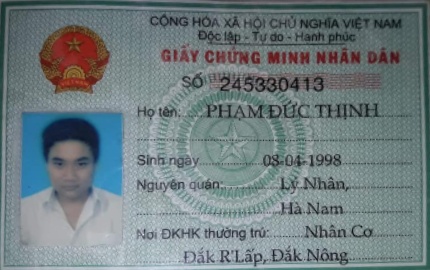 CỘNG HÒA XÃ HỘI CHỦ NGHĨA VIỆT NAM
Độc lập - Tự do - Hạnh phúc
GIẤY CHỨNG MINH NHÂN DÂN
SỐ 245330413
Họ tên: PHẠM ĐỨC THỊNH
Sinh ngày 08-04-1998
Nguyên quán: Lý Nhân,
Hà Nam
Nơi ĐKHK thường trú: Nhân Cơ
Đắk R'Lấp, Đắk Nông